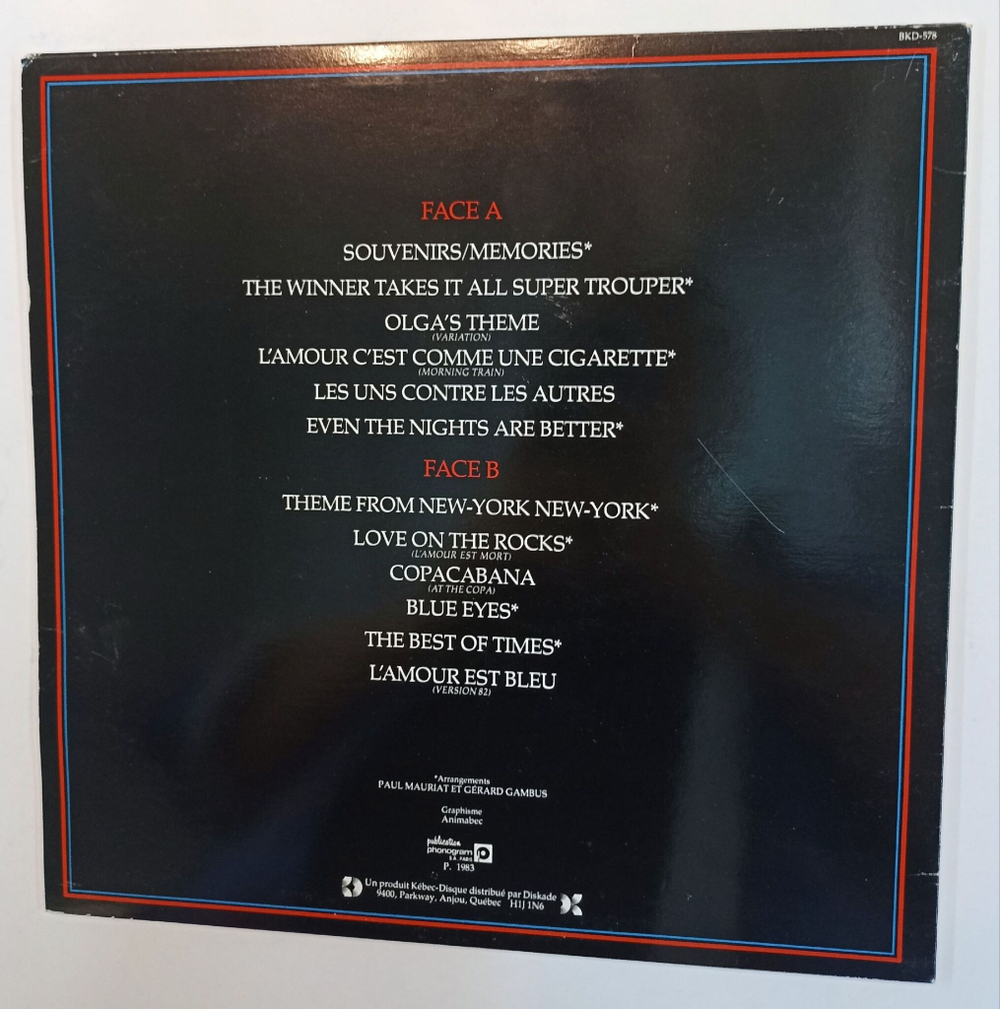 BKD-578
FACE A
SOUVENIRS/MEMORIES*
THE WINNER TAKES IT ALL SUPER TROUPER*
OLGA'S THEME
(VARIATION)
L'AMOUR C'EST COMME UNE CIGARETTE*
(MORNING TRAIN)
LES UNS CONTRE LES AUTRES
EVEN THE NIGHTS ARE BETTER*
FACE B
THEME FROM NEW-YORK NEW-YORK*
LOVE ON THE ROCKS*
(L'AMOUR EST MORT)
COPACABANA
(AT THE COPA)
BLUE EYES*
THE BEST OF TIMES*
L'AMOUR EST BLEU
(VERSION 82)
*Arrangements
PAUL MAURIAT ET GÉRARD GAMBUS
Graphisme
Animabec
publication
phonogram
S.A. PARIS
P. 1983
Un produit Kébec-Disque distribué par Diskade
9400, Parkway, Anjou, Québec H1J 1N6